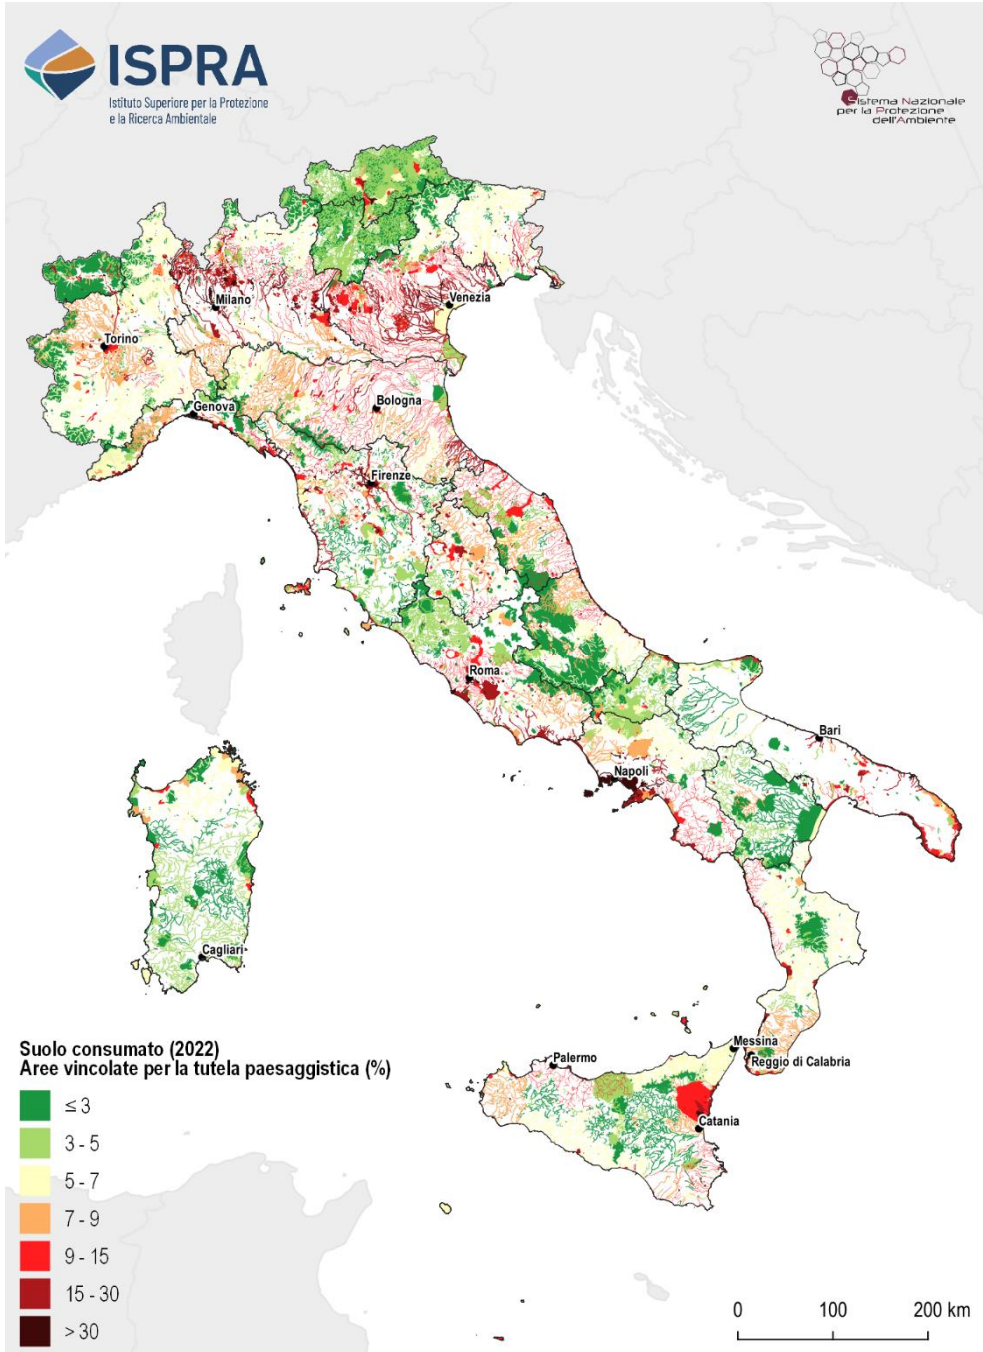 ISPRA
Istituto Superiore per la Protezione
e la Ricerca Ambientale
Sistema Nazionale
per la Protezione
dell'Ambiente
Milano
Venezia
Torino
Genova
Bologna
Firenze
Roma
Bari
Napoli
Cagliari
Messina
Reggio di Calabria
Palermo
Catania
Suolo consumato (2022)
Aree vincolate per la tutela paesaggistica (%)
≤ 3
3 - 5
5 - 7
7 - 9
9 - 15
15 - 30
> 30
0 100 200 km